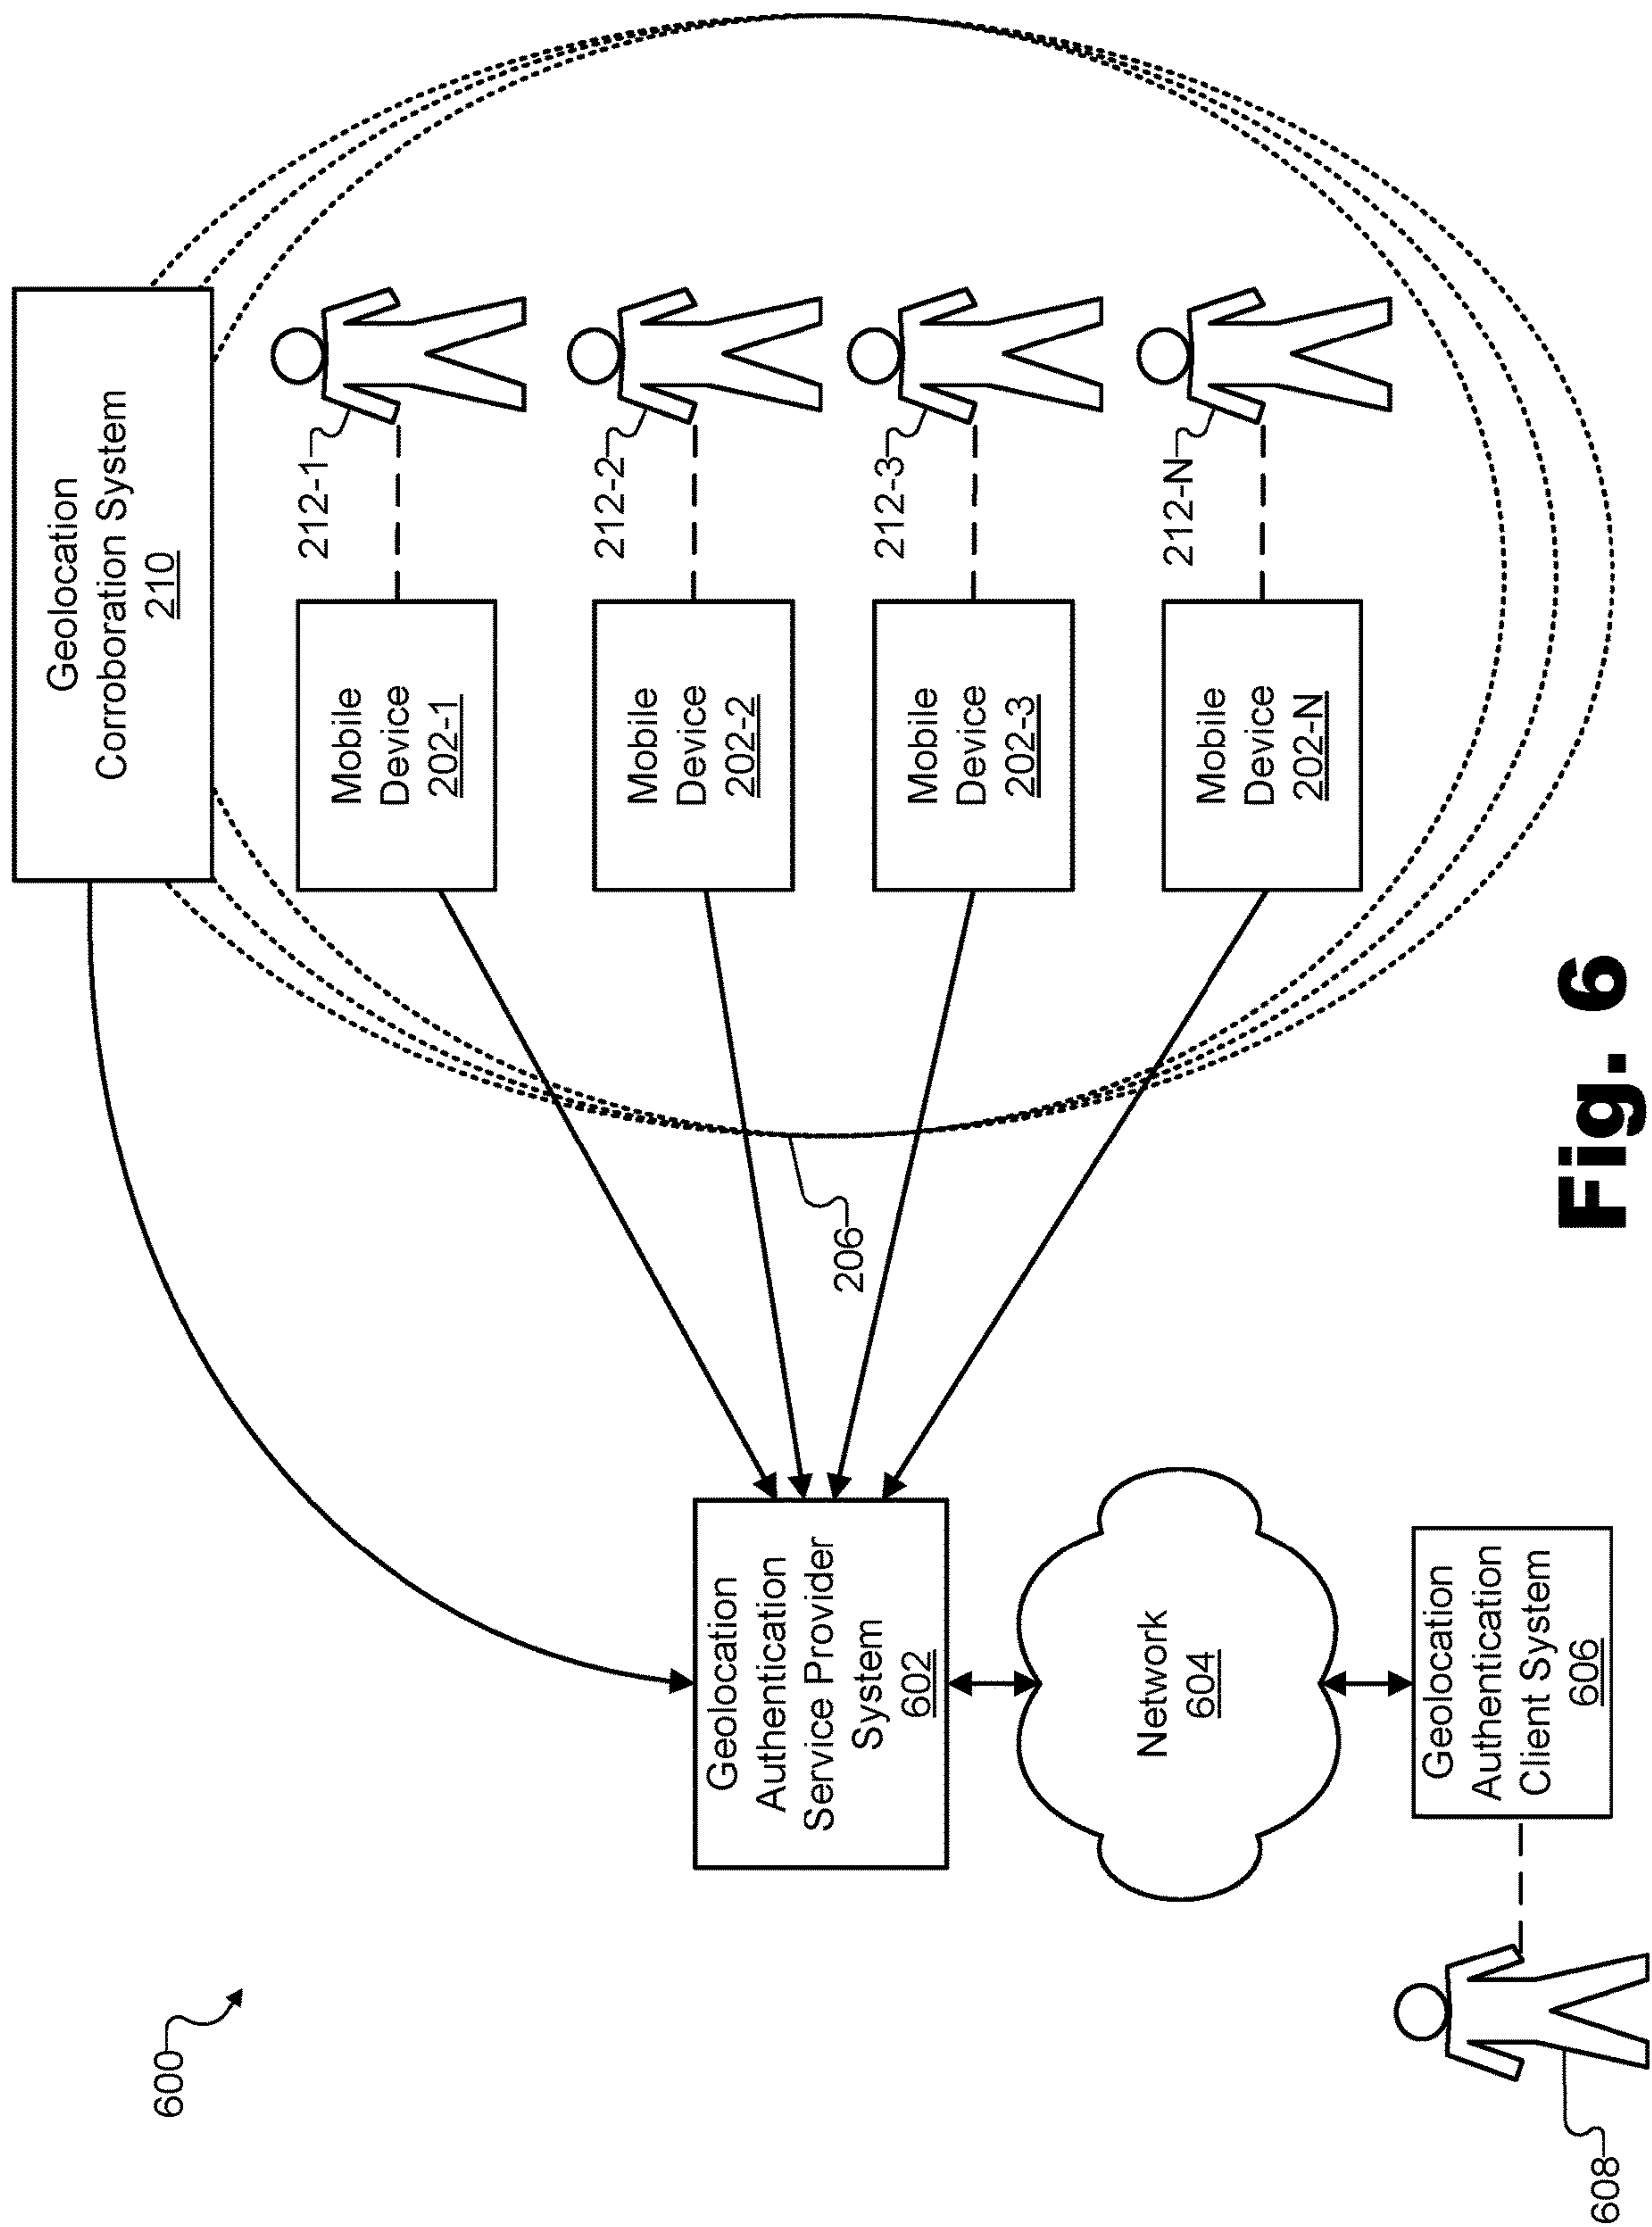 600
Geolocation
Corroboration System
210
212-1
Mobile
Device
202-1
212-2
Mobile
Device
202-2
212-3
Mobile
Device
202-3
212-N
Mobile
Device
202-N
206
Geolocation
Authentication
Service Provider
System
602
Network
604
Geolocation
Authentication
Client System
606
608
Fig. 6